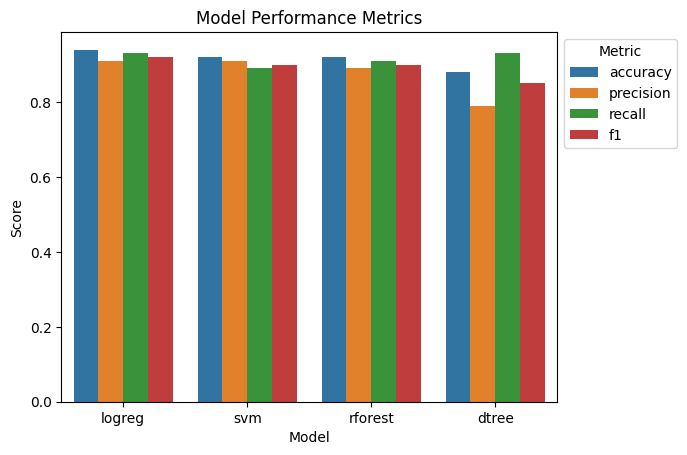 Model Performance Metrics
Metric
accuracy
precision
recall
f1
Score
0.8
0.6
0.4
0.2
0.0
logreg svm rforest dtree
Model